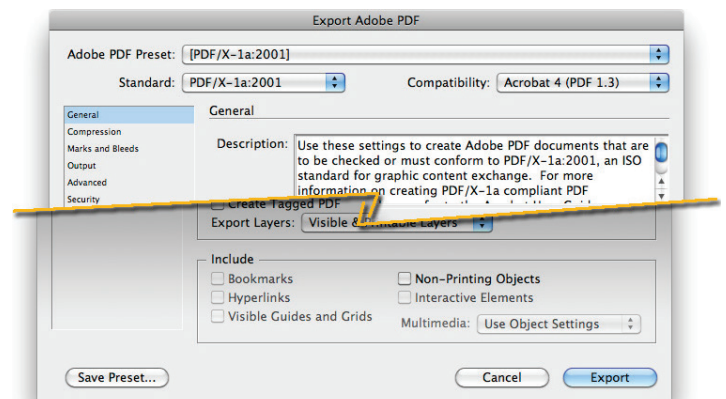 Export Adobe PDF
Adobe PDF Preset: [PDF/X-1a:2001]
Standard: PDF/X-1a:2001 Compatibility: Acrobat 4 (PDF 1.3)
General
Compression
Marks and Bleeds
Output
Advanced
Security
General
Description: Use these settings to create Adobe PDF documents that are
to be checked or must conform to PDF/X-1a:2001, an ISO
standard for graphic content exchange. For more
information on creating PDF/X-1a compliant PDF
Create Tagged PDF
Export Layers: Visible & Printable Layers
Include
Bookmarks Non-Printing Objects
Hyperlinks Interactive Elements
Visible Guides and Grids Multimedia: Use Object Settings
Save Preset... Cancel Export